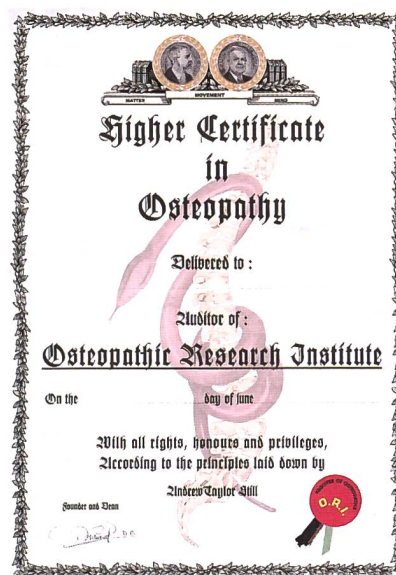 MATTER MOVEMENT MIND
Higher Certificate
in
Osteopathy
Delivered to :
Auditor of :
Osteopathic Research Institute
On the day of june
With all rights, honours and privileges,
According to the principles laid down by
Andrew Taylor Still
Founder and Dean
O.R.I.